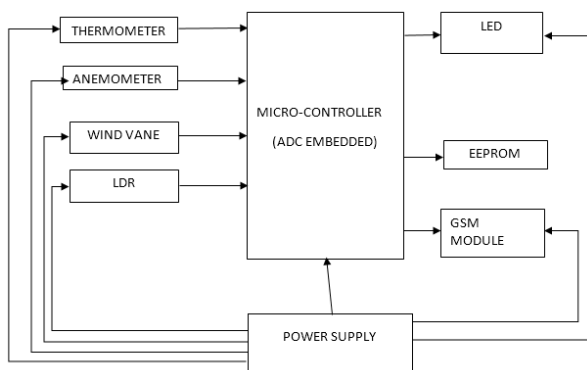 THERMOMETER
ANEMOMETER
WIND VANE
LDR
MICRO-CONTROLLER
(ADC EMBEDDED)
LED
EEPROM
GSM
MODULE
POWER SUPPLY